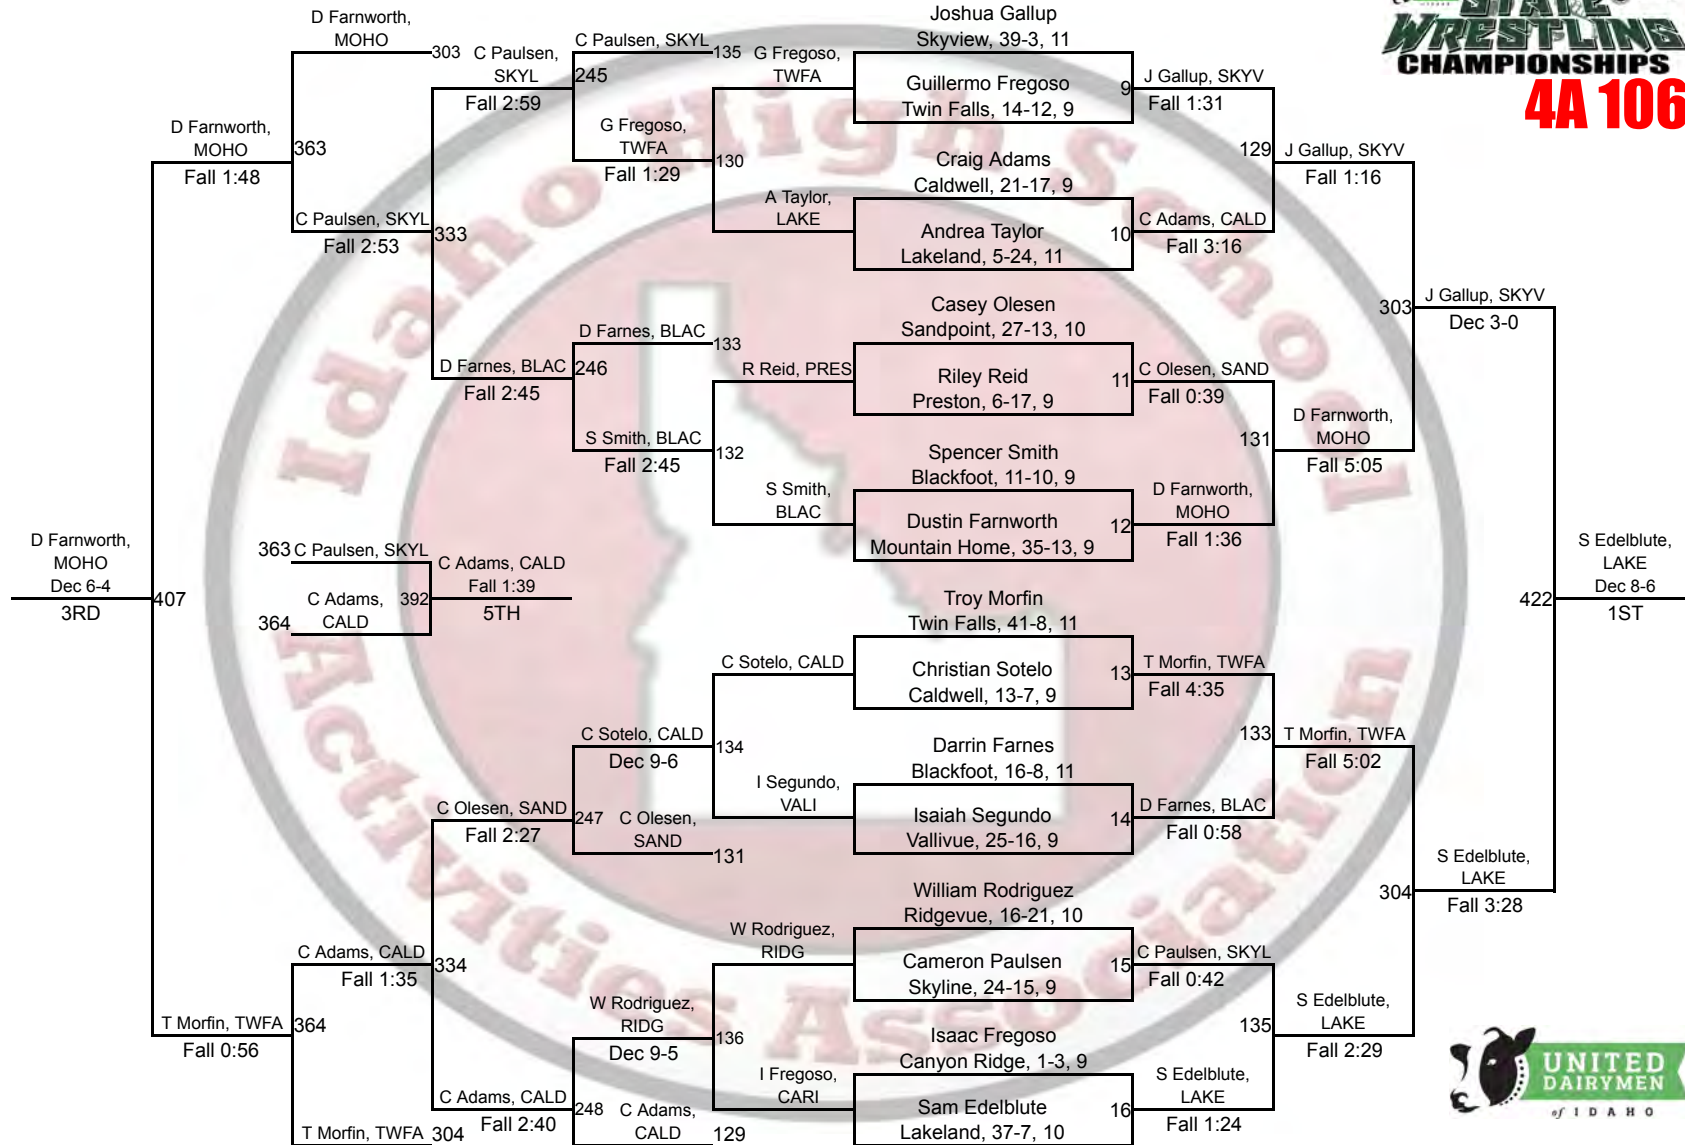 STATE
WRESTLING
CHAMPIONSHIPS
4A 106
Idaho High School
Activities Association
D Farnworth,
MOHO
303
C Paulsen,
SKYL
Fall 2:59
C Paulsen, SKYL
135
245
G Fregoso,
TWFA
Fall 1:29
130
G Fregoso,
TWFA
A Taylor,
LAKE
D Farnworth,
MOHO
Fall 1:48
363
C Paulsen, SKYL
Fall 2:53
333
D Farnes, BLAC
Fall 2:45
246
D Farnes, BLAC
133
S Smith, BLAC
Fall 2:45
132
R Reid, PRES
S Smith,
BLAC
Joshua Gallup
Skyview, 39-3, 11
Guillermo Fregoso
Twin Falls, 14-12, 9
9
J Gallup, SKYV
Fall 1:31
Craig Adams
Caldwell, 21-17, 9
Andrea Taylor
Lakeland, 5-24, 11
10
C Adams, CALD
Fall 3:16
129
J Gallup, SKYV
Fall 1:16
Casey Olesen
Sandpoint, 27-13, 10
Riley Reid
Preston, 6-17, 9
11
C Olesen, SAND
Fall 0:39
Spencer Smith
Blackfoot, 11-10, 9
Dustin Farnworth
Mountain Home, 35-13, 9
12
D Farnworth,
MOHO
Fall 1:36
131
D Farnworth,
MOHO
Fall 5:05
303
J Gallup, SKYV
Dec 3-0
D Farnworth,
MOHO
Dec 6-4
3RD
407
363
C Paulsen, SKYL
364
C Adams,
CALD
392
C Adams, CALD
Fall 1:39
5TH
422
S Edelblute,
LAKE
Dec 8-6
1ST
Troy Morfin
Twin Falls, 41-8, 11
Christian Sotelo
Caldwell, 13-7, 9
13
T Morfin, TWFA
Fall 4:35
Darrin Farnes
Blackfoot, 16-8, 11
Isaiah Segundo
Vallivue, 25-16, 9
14
D Farnes, BLAC
Fall 0:58
133
T Morfin, TWFA
Fall 5:02
William Rodriguez
Ridgevue, 16-21, 10
Cameron Paulsen
Skyline, 24-15, 9
15
C Paulsen, SKYL
Fall 0:42
Isaac Fregoso
Canyon Ridge, 1-3, 9
Sam Edelblute
Lakeland, 37-7, 10
16
S Edelblute,
LAKE
Fall 1:24
135
S Edelblute,
LAKE
Fall 2:29
304
S Edelblute,
LAKE
Fall 3:28
C Sotelo, CALD
I Segundo,
VALI
134
C Sotelo, CALD
Dec 9-6
C Olesen, SAND
Fall 2:27
247
C Olesen,
SAND
131
C Adams, CALD
Fall 1:35
334
W Rodriguez,
RIDG
I Fregoso,
CARI
136
W Rodriguez,
RIDG
Dec 9-5
T Morfin, TWFA
Fall 0:56
364
C Adams, CALD
Fall 2:40
248
C Adams,
CALD
129
T Morfin, TWFA
304
UNITED
DAIRYMEN
of IDAHO